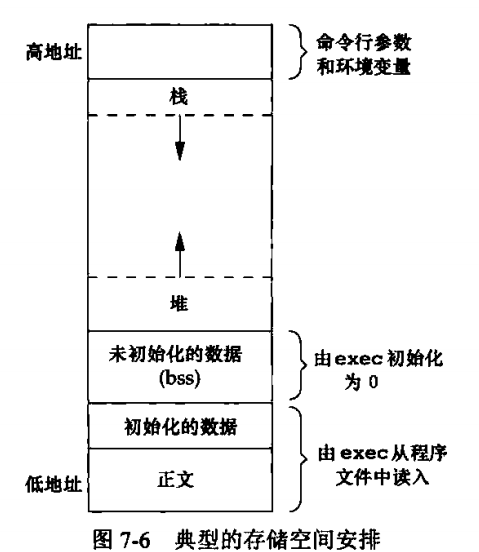 高地址
命令行参数
和环境变量
栈
堆
未初始化的数据
(bss)
由exec初始化
为 0
初始化的数据
由exec从程序
文件中读入
正文
低地址
图 7-6 典型的存储空间安排